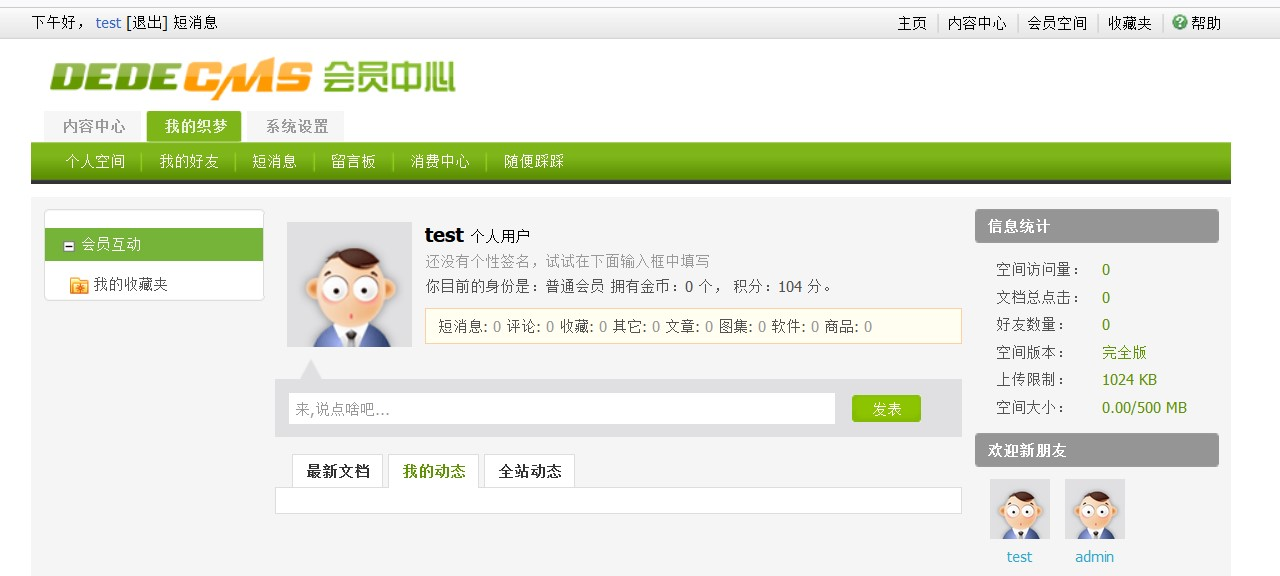 下午好， test [退出] 短消息
主页 内容中心 会员空间 收藏夹 帮助
DEDECMS 会员中心
内容中心 我的织梦 系统设置
个人空间 我的好友 短消息 留言板 消费中心 随便踩踩
会员互动
我的收藏夹
test 个人用户
还没有个性签名，试试在下面输入框中填写
你目前的身份是：普通会员 拥有金币：0 个， 积分：104 分。
短消息: 0 评论: 0 收藏: 0 其它: 0 文章: 0 图集: 0 软件: 0 商品: 0
来,说点啥吧...
发表
最新文档 我的动态 全站动态
信息统计
空间访问量： 0
文档总点击： 0
好友数量： 0
空间版本： 完全版
上传限制： 1024 KB
空间大小： 0.00/500 MB
欢迎新朋友
test admin